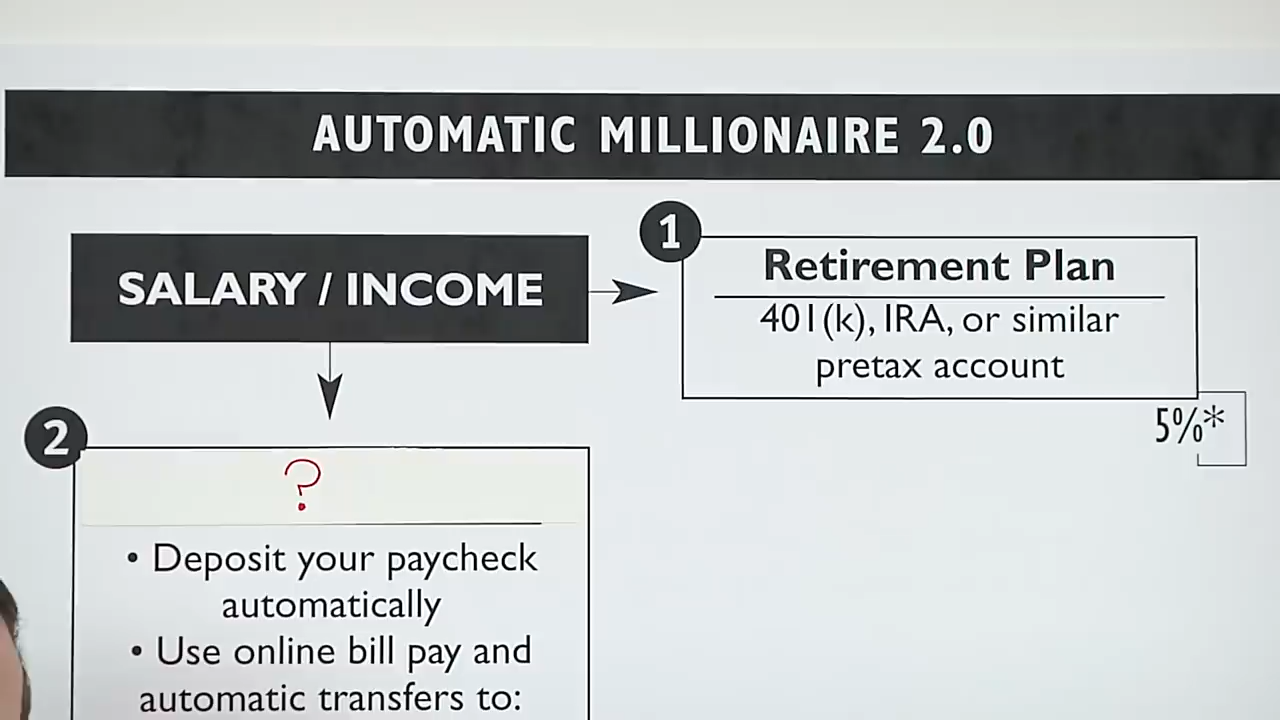 AUTOMATIC MILLIONAIRE 2.0
SALARY / INCOME
1
Retirement Plan
401(k), IRA, or similar
pretax account
5%*
2
?
• Deposit your paycheck
automatically
• Use online bill pay and
automatic transfers to: